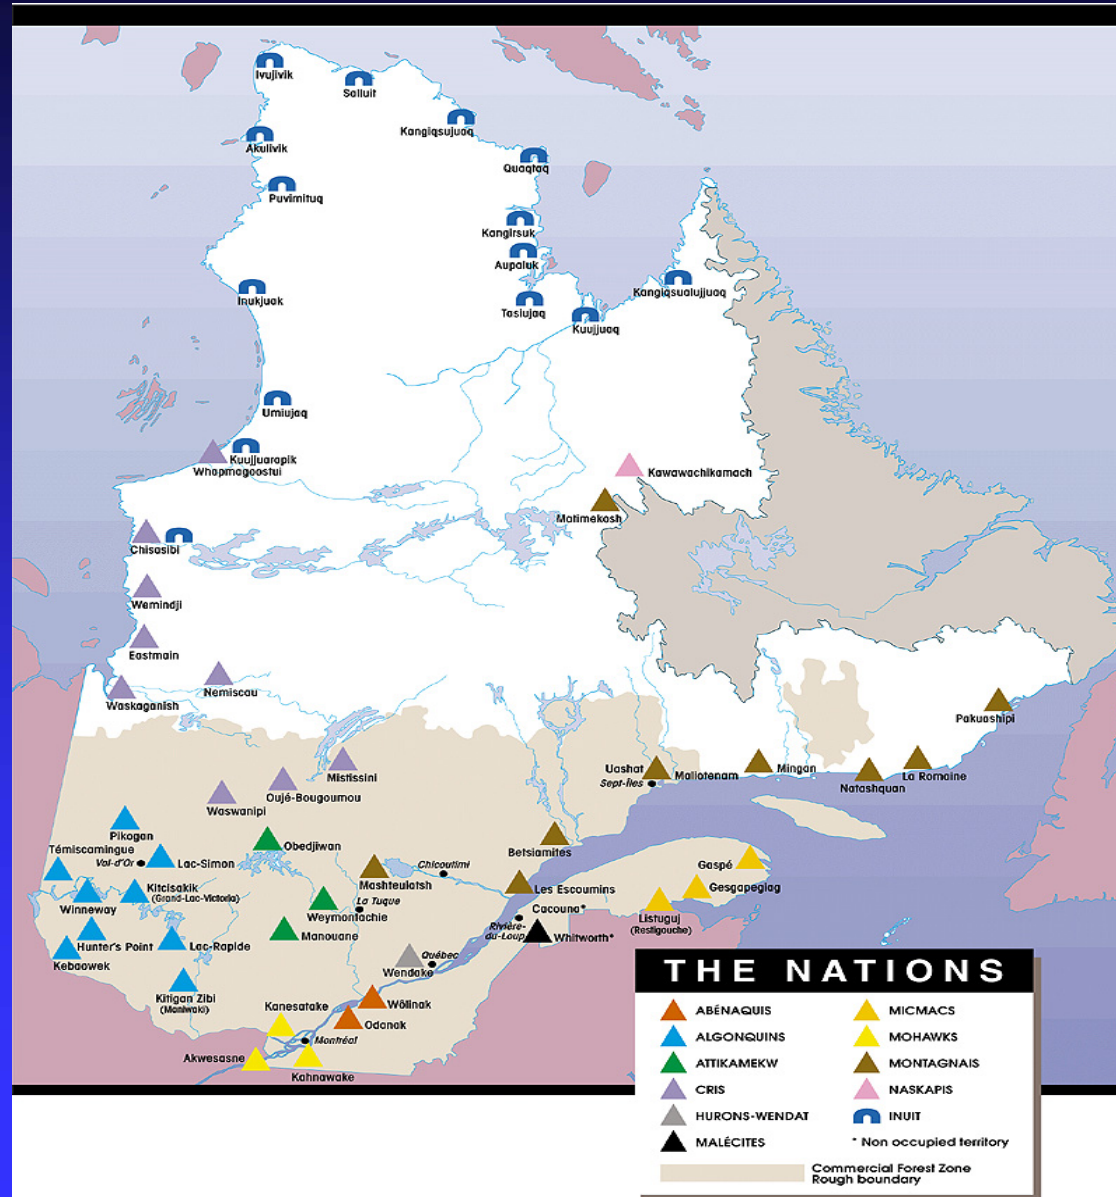 Ivujivik
Salluit
Kangiqsujuaq
Akulivik
Quaqtaq
Puvirnituq
Kangirsuk
Aupaluk
Kangiqsualujjuaq
Inukjuak
Tasiujaq
Kuujjuaq
Umiujaq
Kuujjuarapik
Whapmagoostui
Kawawachikamach
Matimekosh
Chisasibi
Wemindji
Eastmain
Nemiscau
Waskaganish
Pakuashipi
Mistissini
Uashat
Maliotenam
Mingan
Sept-Îles
La Romaine
Natashquan
Oujé-Bougoumou
Waswanipi
Pikogan
Témiscamingue
Obedjiwan
Betsiamites
Val-d'Or
Lac-Simon
Chicoutimi
Gaspé
Mashteuiatsh
Kitcisakik
(Grand-Lac-Victoria)
Les Escoumins
Gesgapegiag
La Tuque
Winneway
Weymontachie
Cacouna*
Listuguj
(Restigouche)
Rivière-
du-Loup
Whitworth*
Manouane
Hunter's Point
Lac-Rapide
Kebaowek
Québec
Wendake
Kitigan Zibi
(Maniwaki)
Kanesatake
Wôlinak
Odanak
Montréal
Akwesasne
Kahnawake
THE NATIONS
ABÉNAQUIS
ALGONQUINS
ATTIKAMEKW
CRIS
HURONS-WENDAT
MALÉCITES
MICMACS
MOHAWKS
MONTAGNAIS
NASKAPIS
INUIT
* Non occupied territory
Commercial Forest Zone
Rough boundary